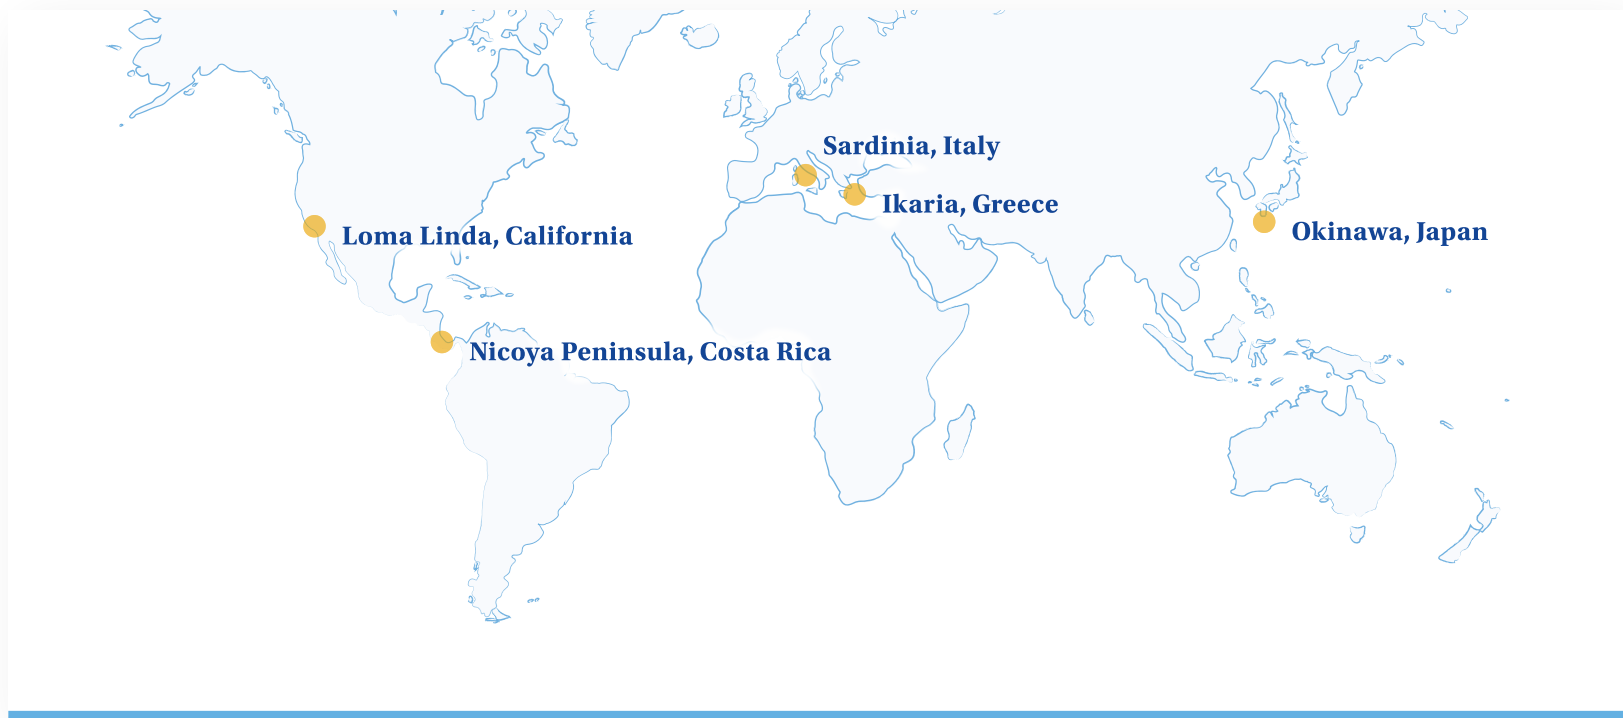 Sardinia, Italy
Ikaria, Greece
Loma Linda, California
Okinawa, Japan
Nicoya Peninsula, Costa Rica